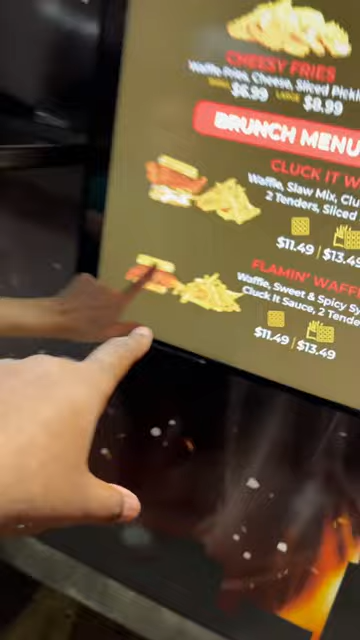 CHEESY FRIES
Waffle Fries, Cheese, Sliced Pickl
$6.99 LARGE $8.99
BRUNCH MENU
CLUCK IT W
Waffle, Slaw Mix, Clu
2 Tenders, Sliced
$11.49 | $13.49
FLAMIN' WAFF
Waffle, Sweet & Spicy Sy
Cluck It Sauce, 2 Tende
$11.49 | $13.49